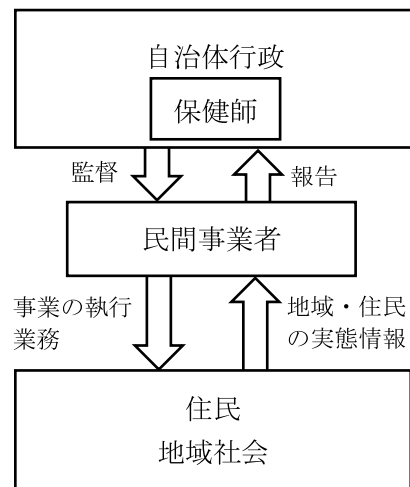 自治体行政
保健師
監督
報告
民間事業者
事業の執行
業務
地域・住民
の実態情報
住民
地域社会